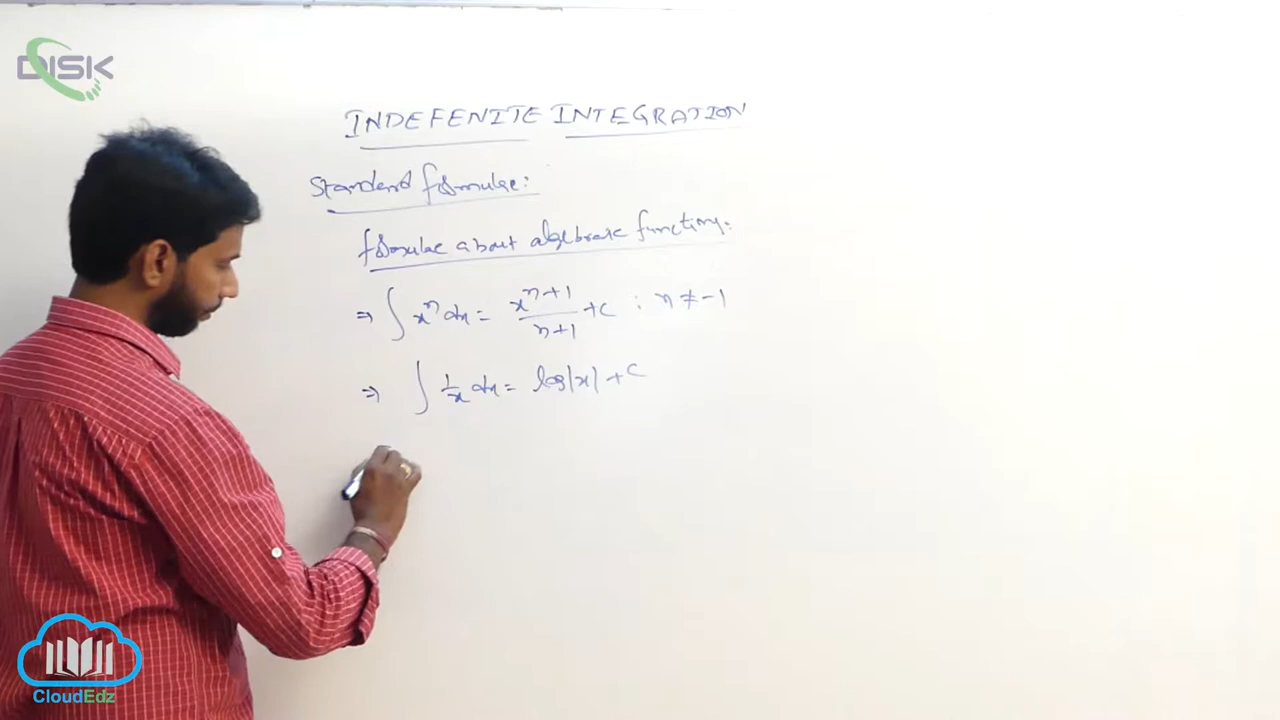 DISK
INDEFENITE INTEGRATION
Standard formulae:
formulae about algebraic functions.
⇒ ∫ xⁿ dx = xⁿ⁺¹/n+1 + c : n ≠ -1
⇒ ∫ 1/x dx = log|x| + c
CloudEdz